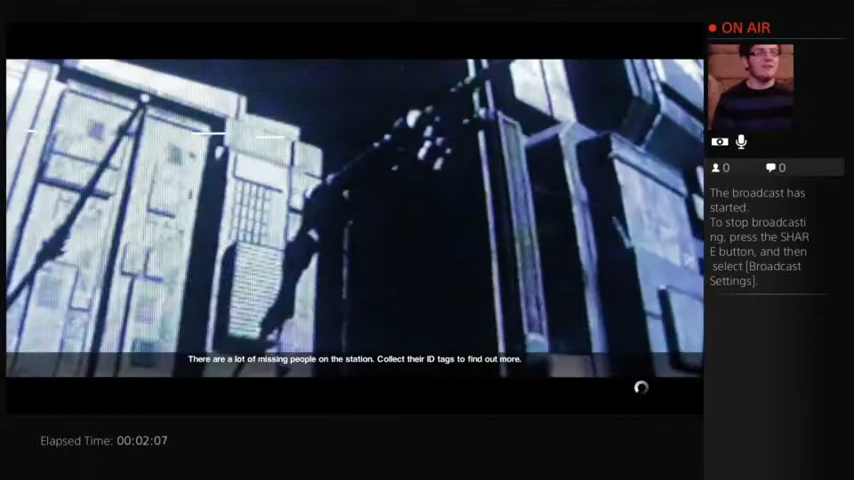 ON AIR
0 0
The broadcast has
started.
To stop broadcasti
ng, press the SHAR
E button, and then
select [Broadcast
Settings].
There are a lot of missing people on the station. Collect their ID tags to find out more.
Elapsed Time: 00:02:07